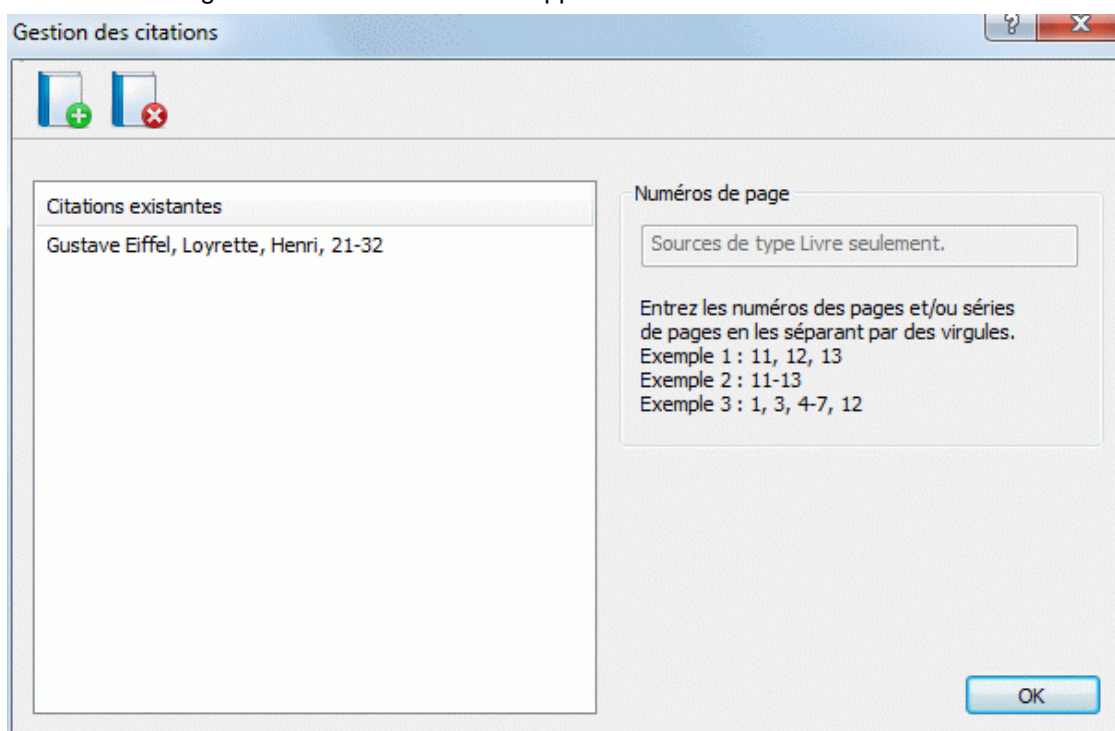 Gestion des citations
Citations existantes
Gustave Eiffel, Loyrette, Henri, 21-32
Numéros de page
Sources de type Livre seulement.
Entrez les numéros des pages et/ou séries
de pages en les séparant par des virgules.
Exemple 1 : 11, 12, 13
Exemple 2 : 11-13
Exemple 3 : 1, 3, 4-7, 12
OK